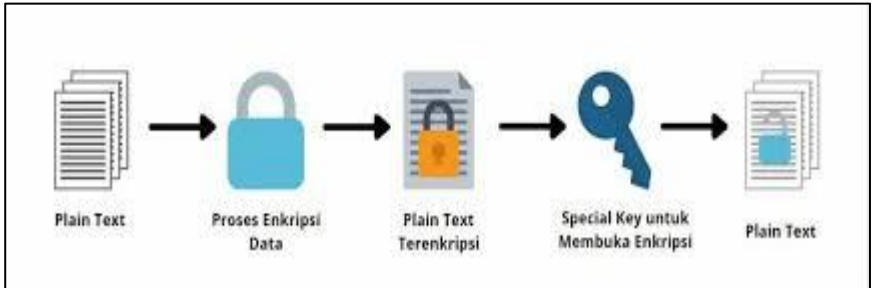 Plain Text
Proses Enkripsi
Data
Plain Text
Terenkripsi
Special Key untuk
Membuka Enkripsi
Plain Text